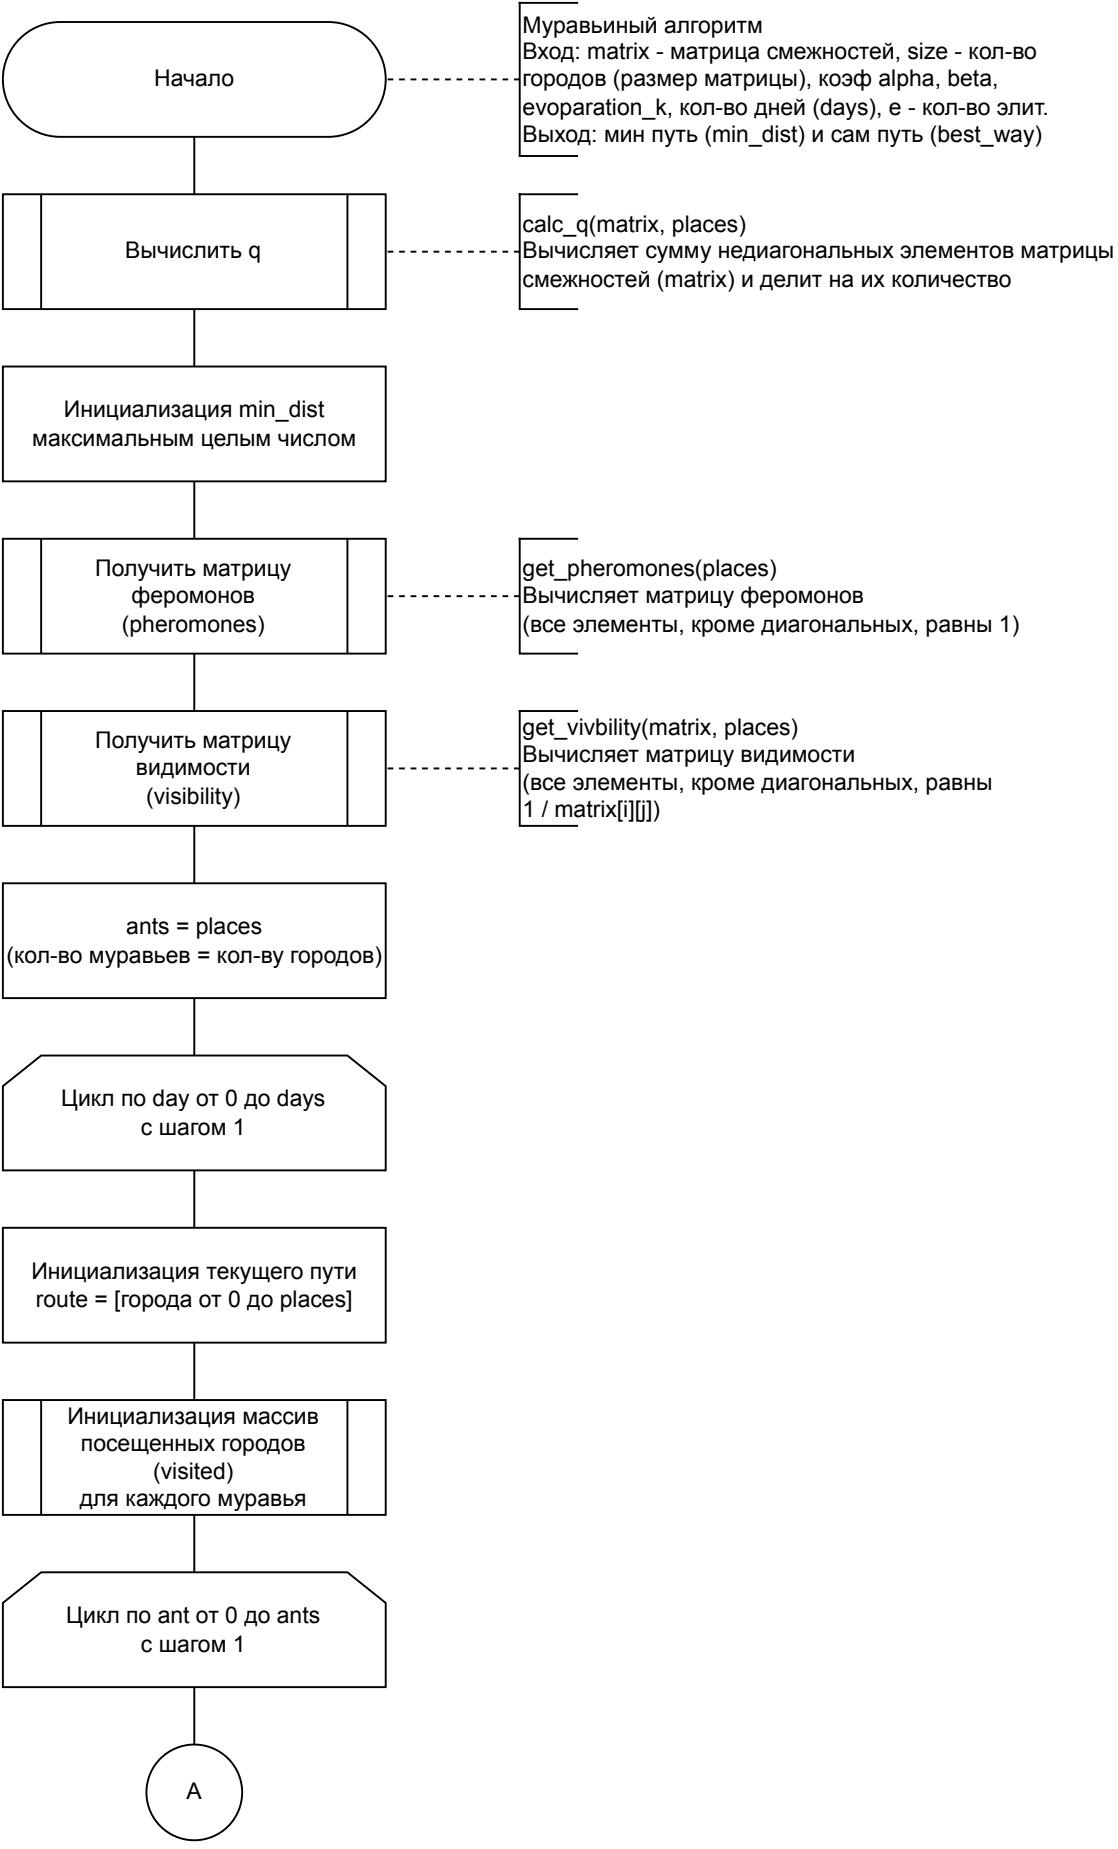 Начало
Муравьиный алгоритм
Вход: matrix - матрица смежностей, size - кол-во
городов (размер матрицы), коэф alpha, beta,
evoparation_k, кол-во дней (days), e - кол-во элит.
Выход: мин путь (min_dist) и сам путь (best_way)
Вычислить q
calc_q(matrix, places)
Вычисляет сумму недиагональных элементов матрицы
смежностей (matrix) и делит на их количество
Инициализация min_dist
максимальным целым числом
Получить матрицу
феромонов
(pheromones)
get_pheromones(places)
Вычисляет матрицу феромонов
(все элементы, кроме диагональных, равны 1)
Получить матрицу
видимости
(visibility)
get_vivbility(matrix, places)
Вычисляет матрицу видимости
(все элементы, кроме диагональных, равны
1 / matrix[i][j])
ants = places
(кол-во муравьев = кол-ву городов)
Цикл по day от 0 до days
с шагом 1
Инициализация текущего пути
route = [города от 0 до places]
Инициализация массив
посещенных городов
(visited)
для каждого муравья
Цикл по ant от 0 до ants
с шагом 1
А